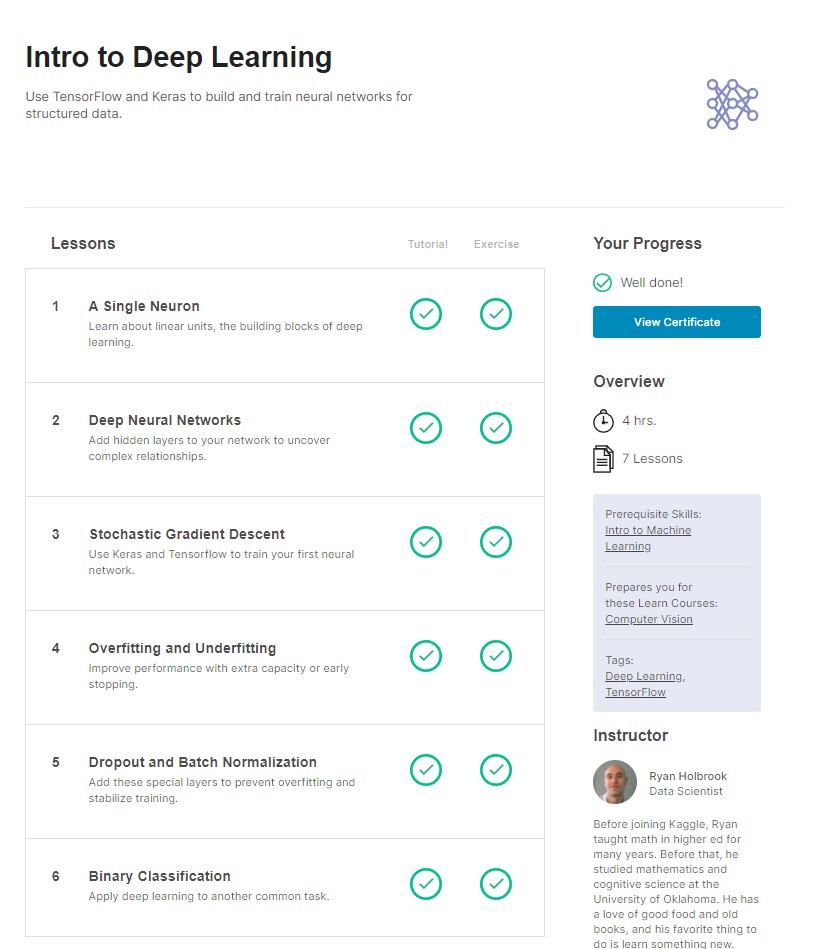 Intro to Deep Learning
Use TensorFlow and Keras to build and train neural networks for
structured data.
Lessons
Tutorial
Exercise
1
A Single Neuron
Learn about linear units, the building blocks of deep
learning.
2
Deep Neural Networks
Add hidden layers to your network to uncover
complex relationships.
3
Stochastic Gradient Descent
Use Keras and Tensorflow to train your first neural
network.
4
Overfitting and Underfitting
Improve performance with extra capacity or early
stopping.
5
Dropout and Batch Normalization
Add these special layers to prevent overfitting and
stabilize training.
6
Binary Classification
Apply deep learning to another common task.
Your Progress
Well done!
View Certificate
Overview
4 hrs.
7 Lessons
Prerequisite Skills:
Intro to Machine
Learning
Prepares you for
these Learn Courses:
Computer Vision
Tags:
Deep Learning,
TensorFlow
Instructor
Ryan Holbrook
Data Scientist
Before joining Kaggle, Ryan
taught math in higher ed for
many years. Before that, he
studied mathematics and
cognitive science at the
University of Oklahoma. He has
a love of good food and old
books, and his favorite thing to
do is learn something new.